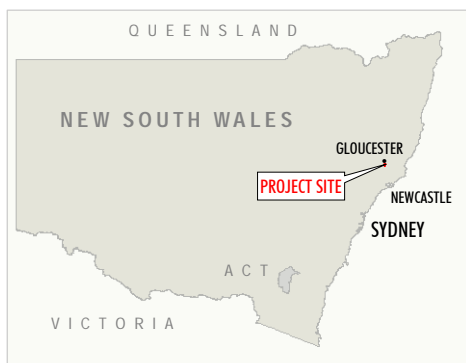 QUEENSLAND
NEW SOUTH WALES
GLOUCESTER
PROJECT SITE
NEWCASTLE
SYDNEY
ACT
VICTORIA